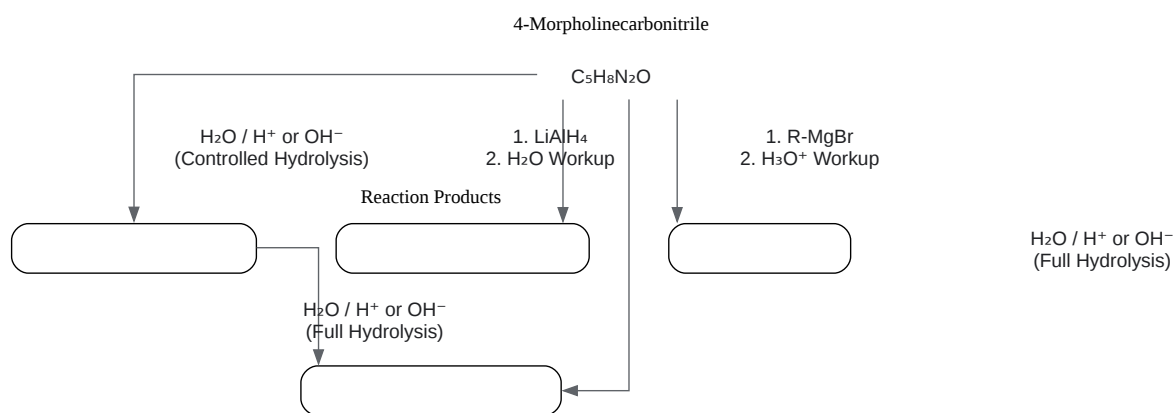 4-Morpholinecarbonitrile
C₅H₈N₂O
H₂O / H⁺ or OH⁻
(Controlled Hydrolysis)
1. LiAlH₄
2. H₂O Workup
1. R-MgBr
2. H₃O⁺ Workup
Reaction Products
H₂O / H⁺ or OH⁻
(Full Hydrolysis)
H₂O / H⁺ or OH⁻
(Full Hydrolysis)